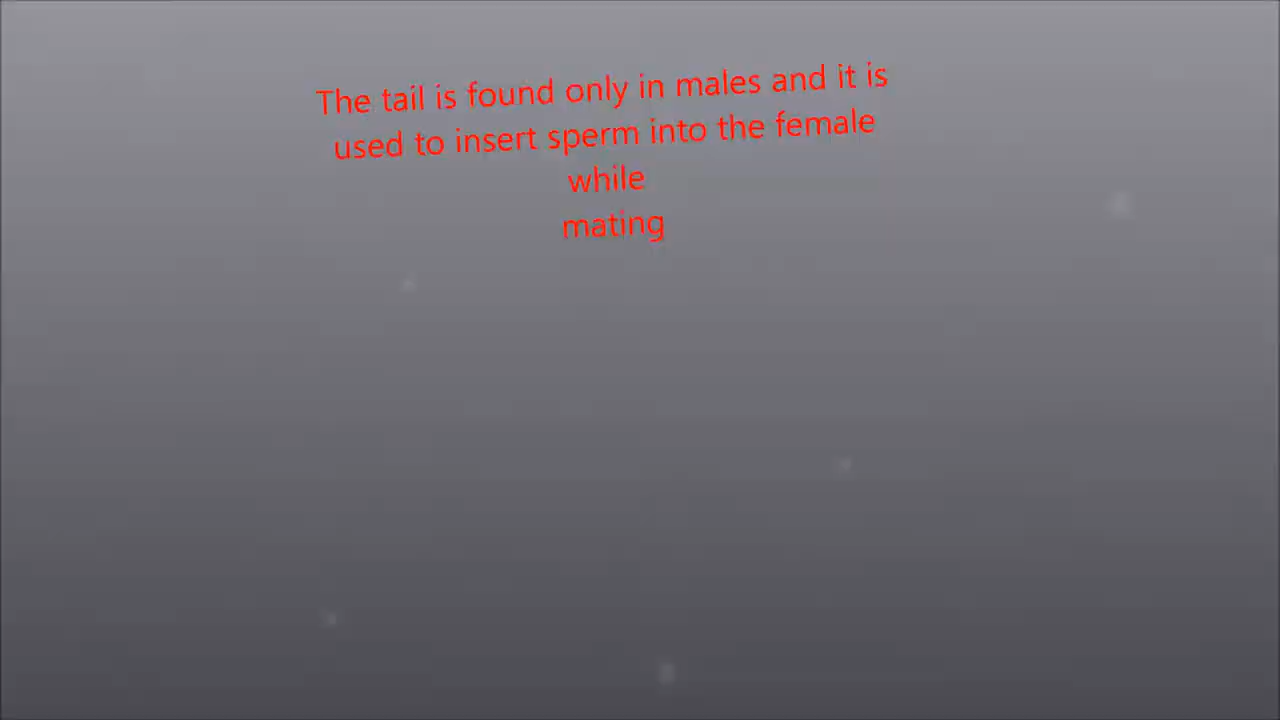 The tail is found only in males and it is
used to insert sperm into the female
while
mating